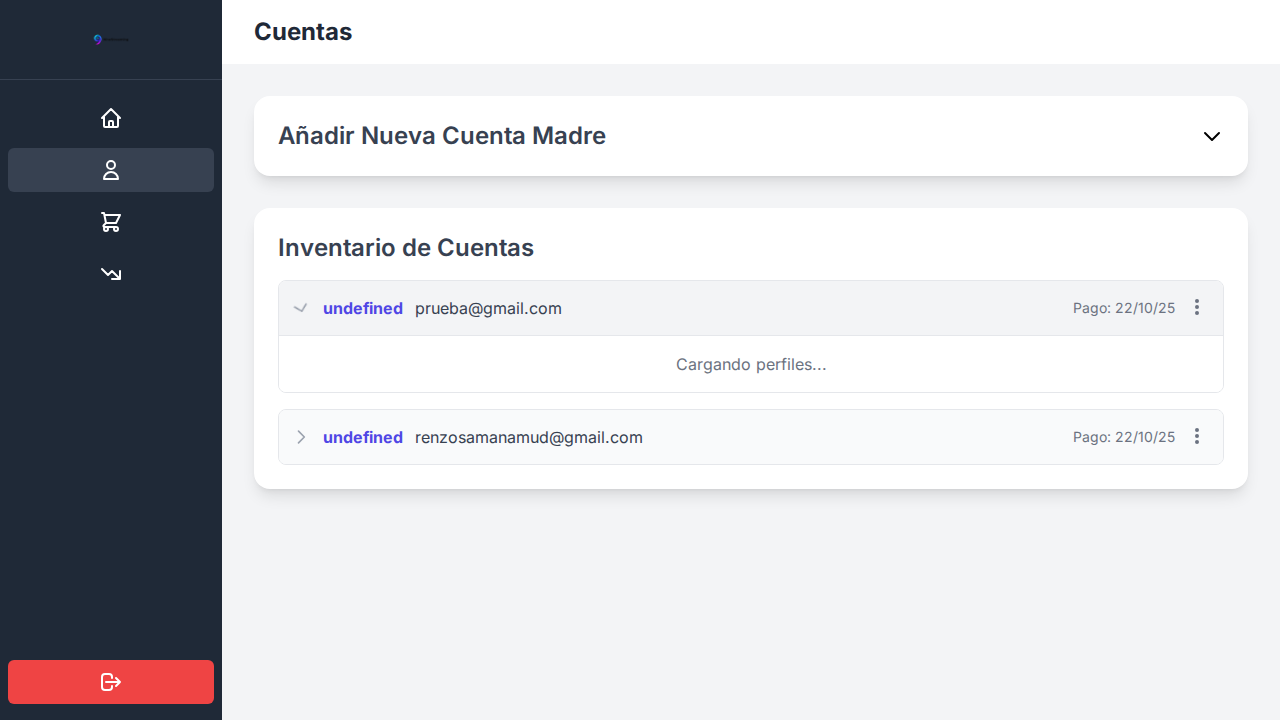 Cuentas
Añadir Nueva Cuenta Madre
Inventario de Cuentas
undefined prueba@gmail.com Pago: 22/10/25
Cargando perfiles...
undefined renzosamanamud@gmail.com Pago: 22/10/25